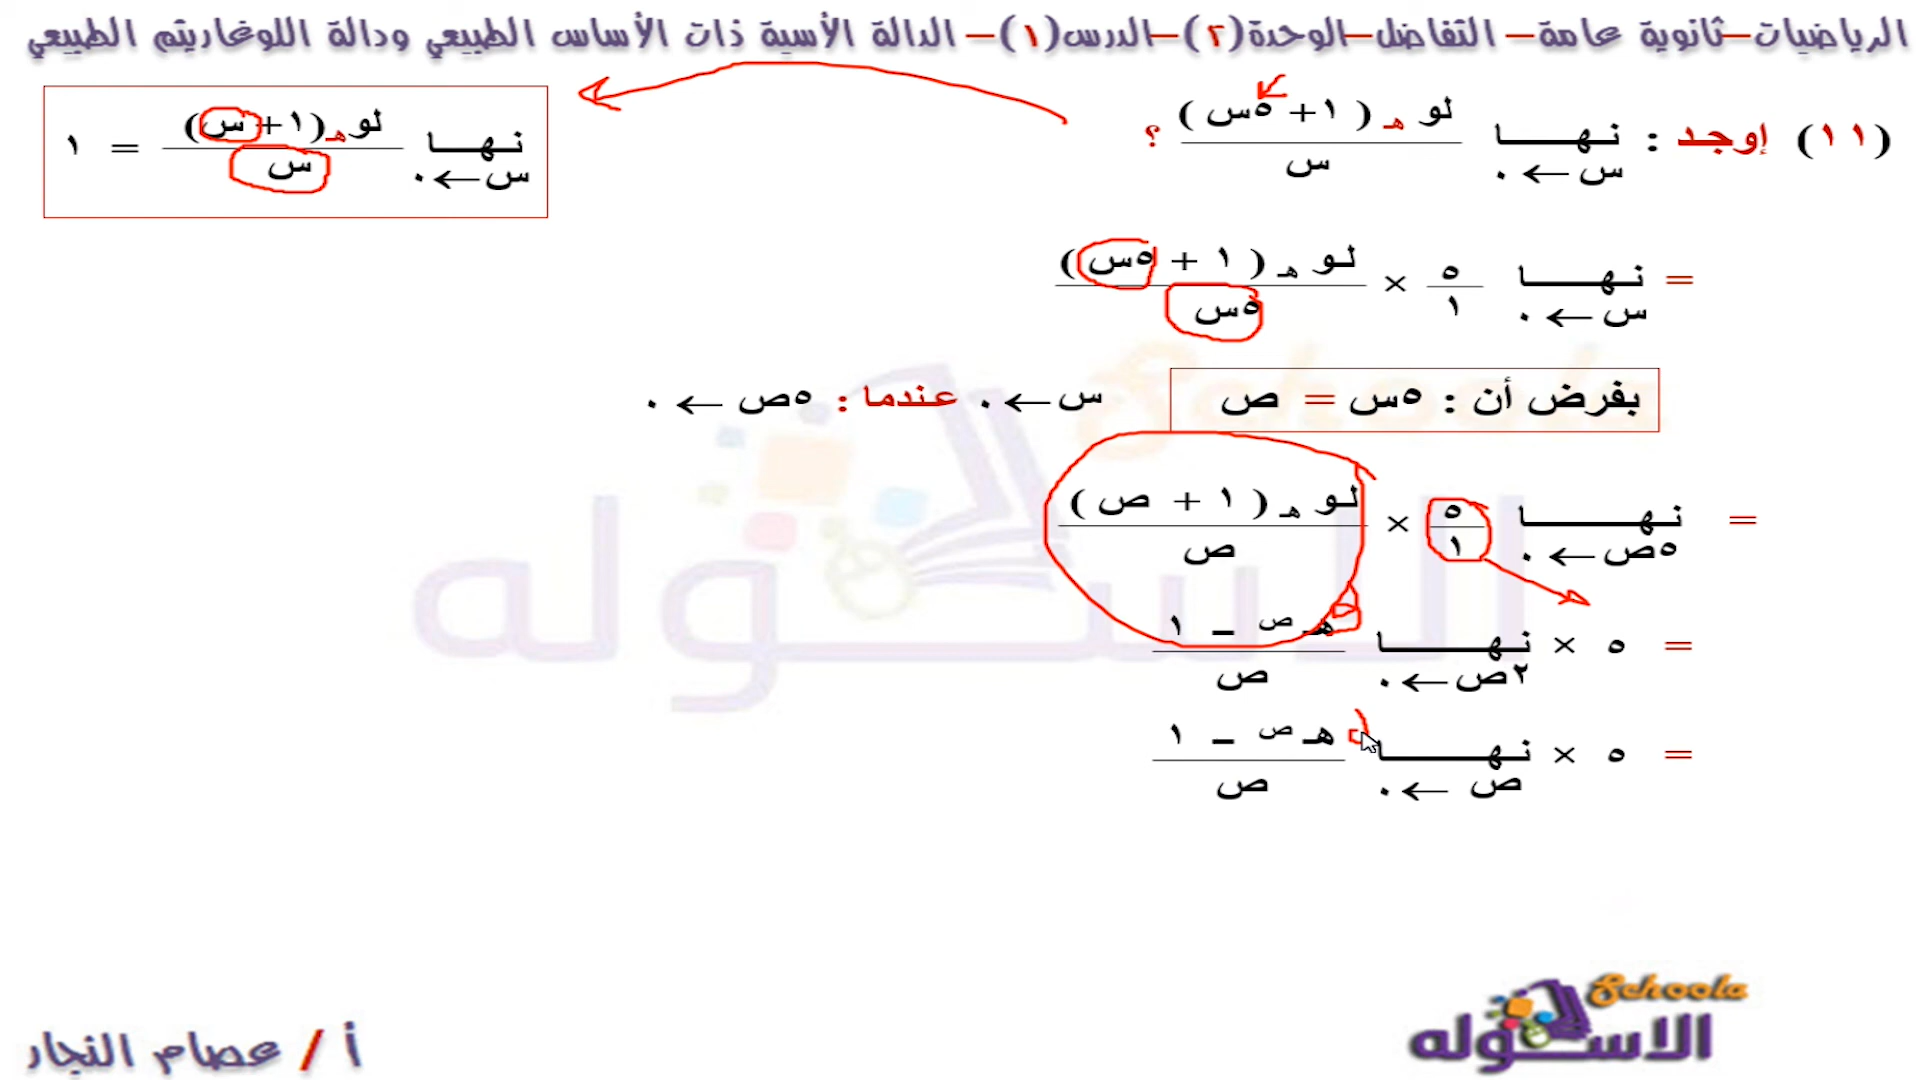 الرياضيات–ثانوية عامة– التفاضل–الوحدة(٢)–الدرس(١)– الدالة الأسية ذات الأساس الطبيعي ودالة اللوغاريثم الطبيعي
(١١) إوجد : نهـا س ← ٠ لو هـ (١ + ٥س) / س ؟
نهـا س ← ٠ لو هـ (١ + س) / س = ١
= نهـا س ← ٠ ٥ / ١ × لو هـ (١ + ٥س) / ٥س
بفرض أن : ٥س = ص س ← ٠ عندما : ٥ص ← ٠
= نهـا ٥ص ← ٠ ٥ / ١ × لو هـ (١ + ص) / ص
= ٥ × نهـا ٢ص ← ٠ هـ ص – ١ / ص
= ٥ × نهـا ص ← ٠ هـ ص – ١ / ص
Schoola
الاسكوله
أ / عصام النجار